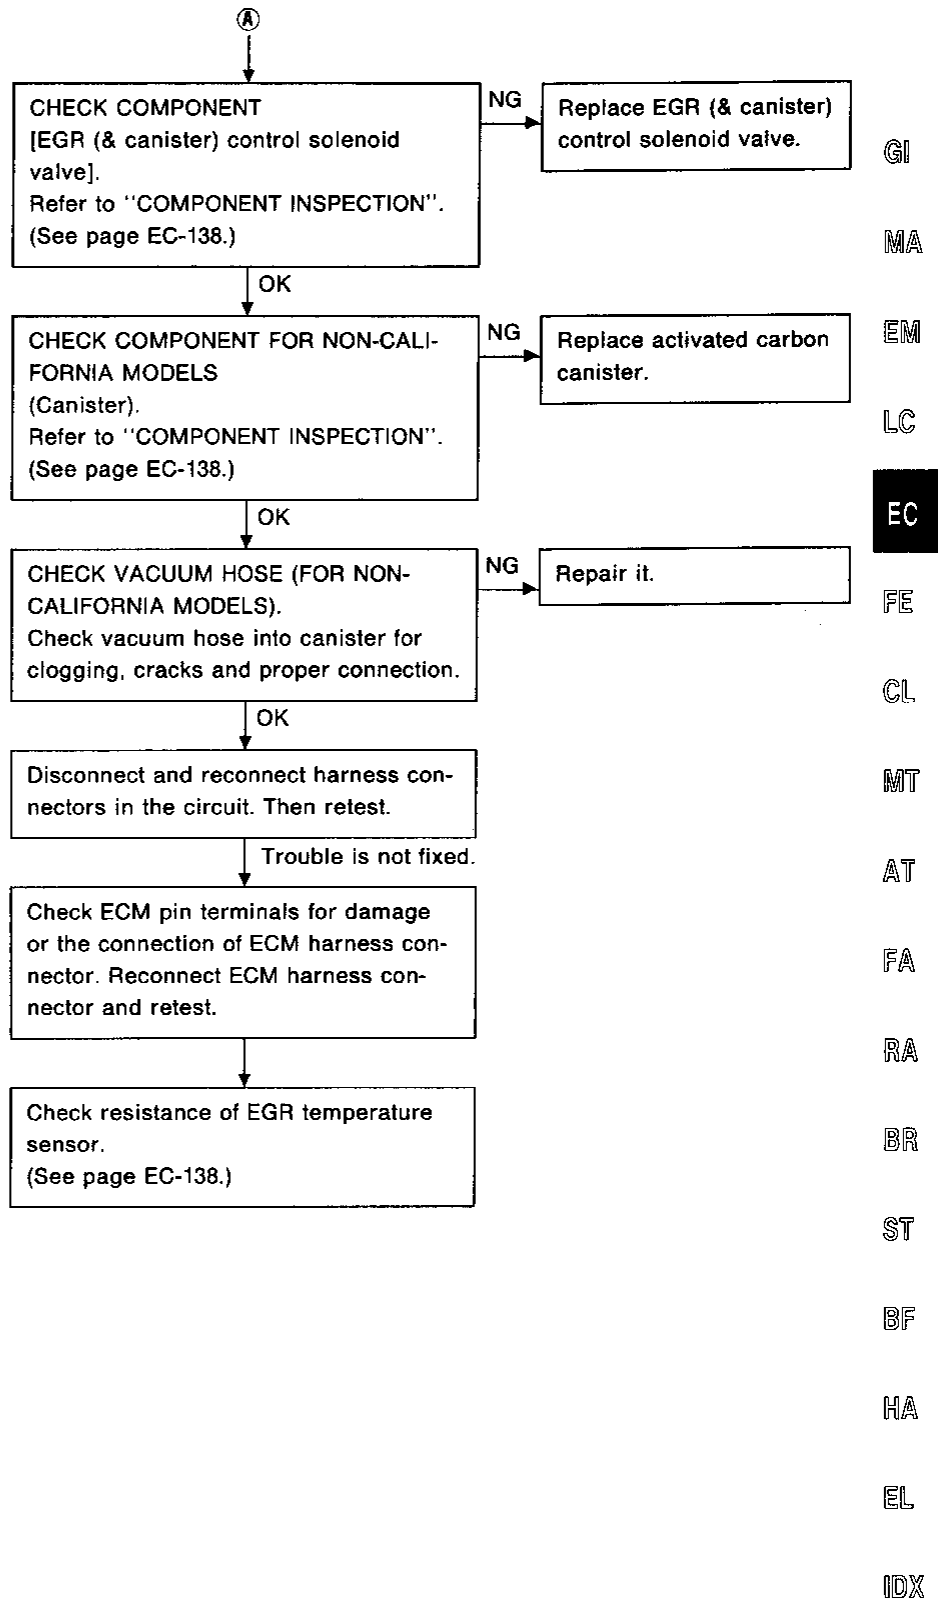 A
CHECK COMPONENT
[EGR (& canister) control solenoid
valve].
Refer to "COMPONENT INSPECTION".
(See page EC-138.)
NG
Replace EGR (& canister)
control solenoid valve.
OK
CHECK COMPONENT FOR NON-CALI-
FORNIA MODELS
(Canister).
Refer to "COMPONENT INSPECTION".
(See page EC-138.)
NG
Replace activated carbon
canister.
OK
CHECK VACUUM HOSE (FOR NON-
CALIFORNIA MODELS).
Check vacuum hose into canister for
clogging, cracks and proper connection.
NG
Repair it.
OK
Disconnect and reconnect harness con-
nectors in the circuit. Then retest.
Trouble is not fixed.
Check ECM pin terminals for damage
or the connection of ECM harness con-
nector. Reconnect ECM harness con-
nector and retest.
Check resistance of EGR temperature
sensor.
(See page EC-138.)
GI
MA
EM
LC
EC
FE
CL
MT
AT
FA
RA
BR
ST
BF
HA
EL
IDX